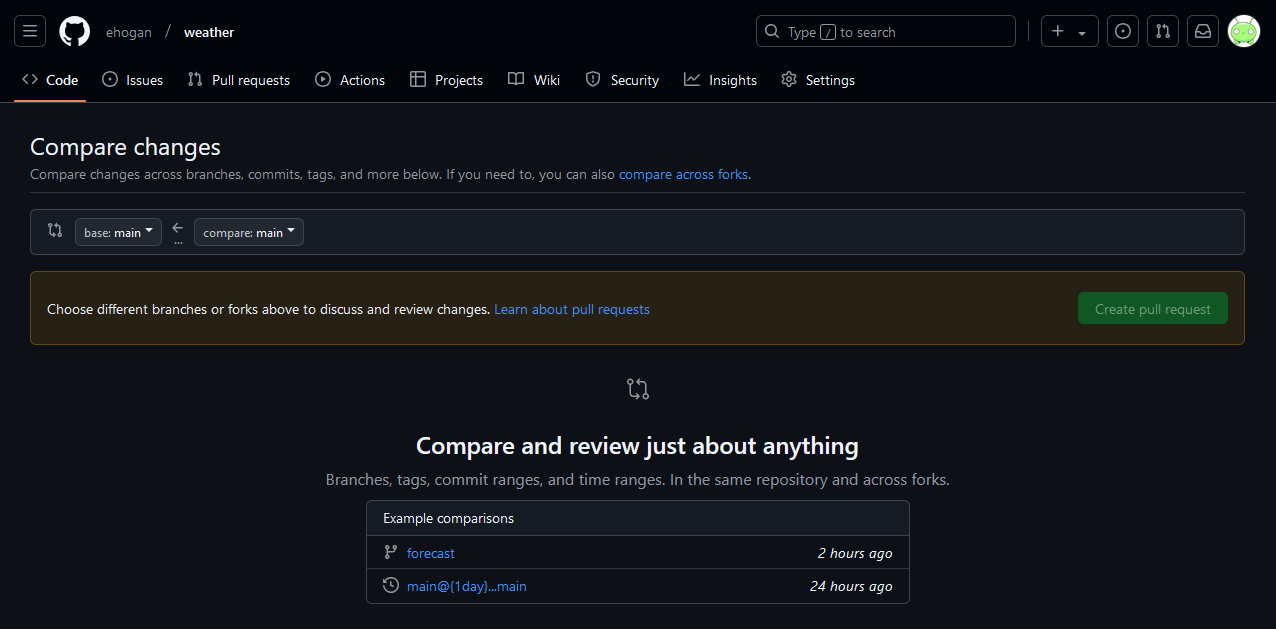 ehogan / weather
Type / to search
Code Issues Pull requests Actions Projects Wiki Security Insights Settings
Compare changes
Compare changes across branches, commits, tags, and more below. If you need to, you can also compare across forks.
base: main ... compare: main
Choose different branches or forks above to discuss and review changes. Learn about pull requests Create pull request
Compare and review just about anything
Branches, tags, commit ranges, and time ranges. In the same repository and across forks.
Example comparisons
forecast 2 hours ago
main@{1day}...main 24 hours ago